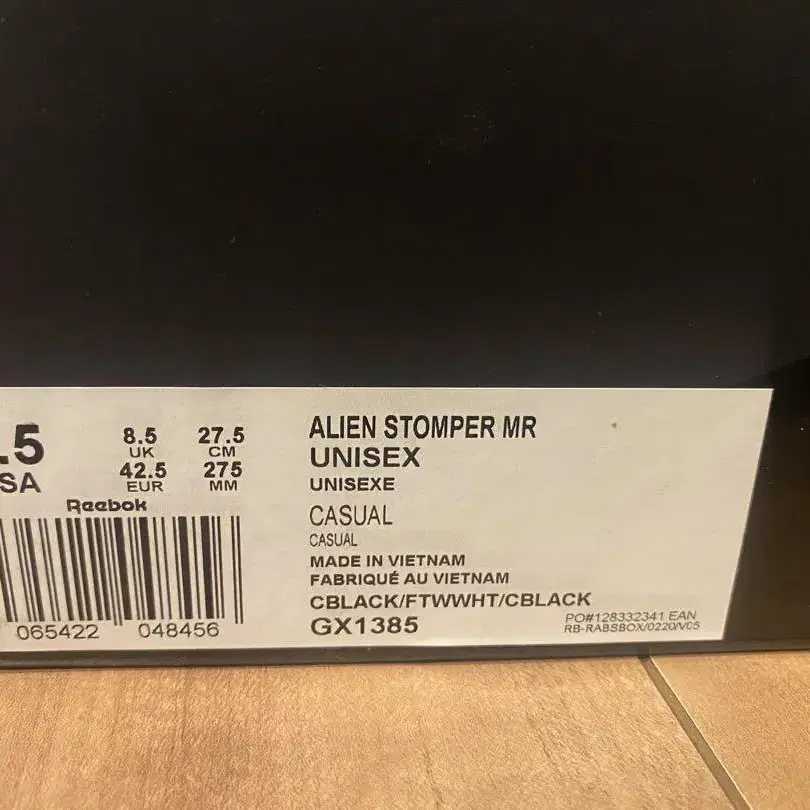 .5 8.5 27.5
UK CM
SA 42.5 275
EUR MM
Reebok
065422 048456
ALIEN STOMPER MR
UNISEX
UNISEXE
CASUAL
CASUAL
MADE IN VIETNAM
FABRIQUÉ AU VIETNAM
CBLACK/FTWWHT/CBLACK
GX1385
PO#128332341 EAN
RB-RABSBOX/0220/V05